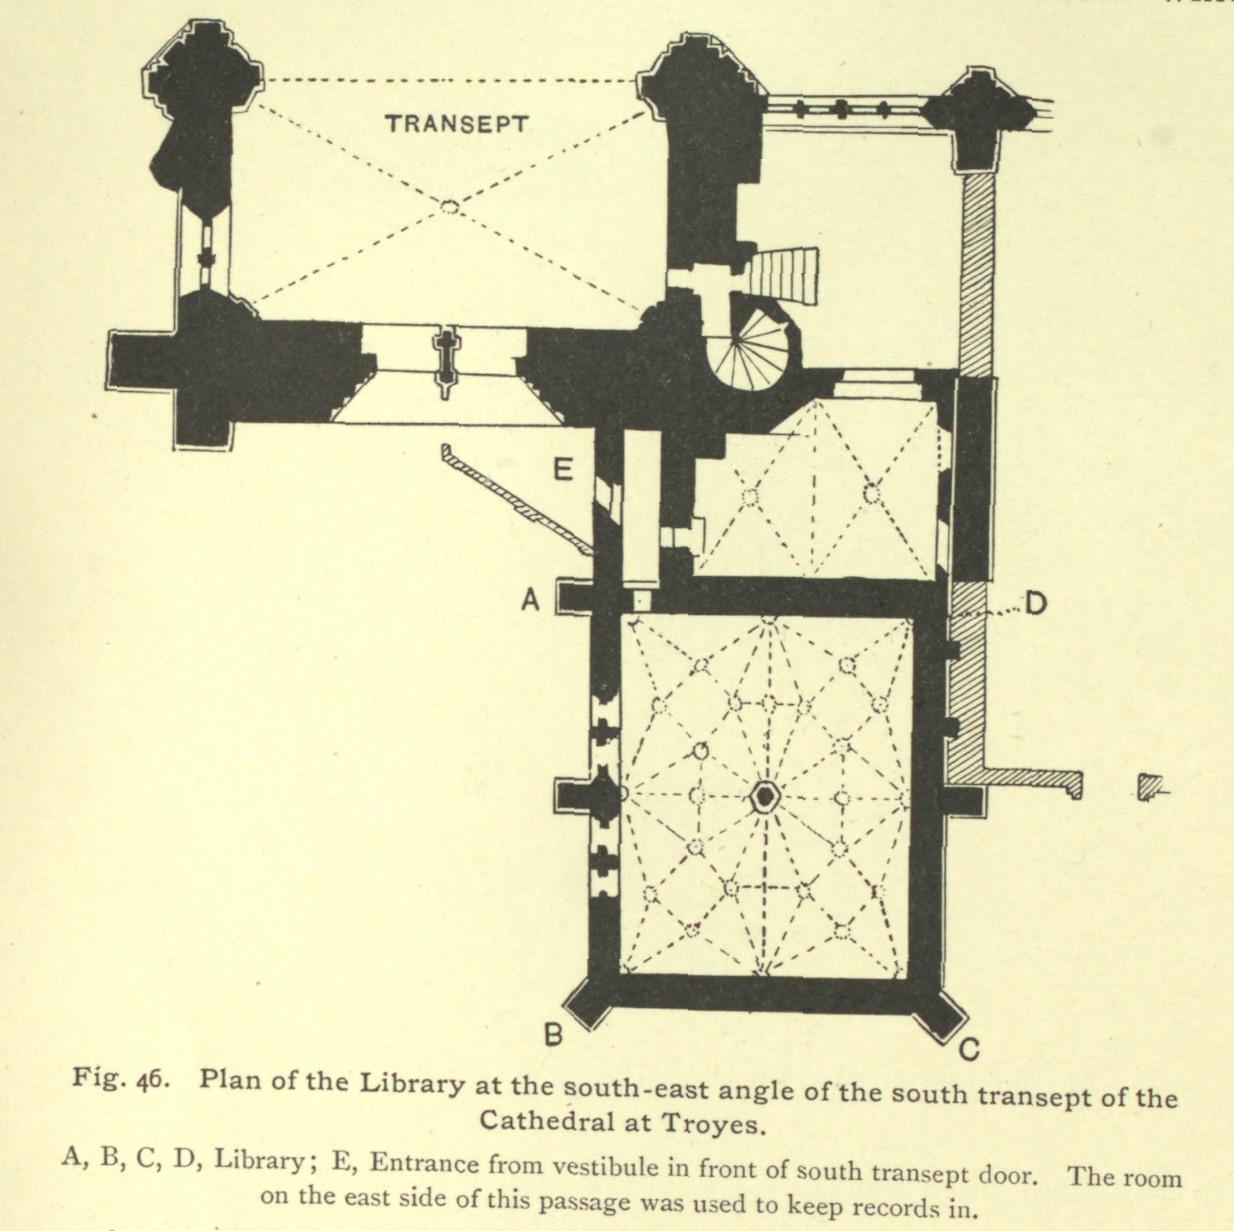 TRANSEPT
E
A
D
B
C
Fig. 46. Plan of the Library at the south-east angle of the south transept of the
Cathedral at Troyes.
A, B, C, D, Library; E, Entrance from vestibule in front of south transept door. The room
on the east side of this passage was used to keep records in.